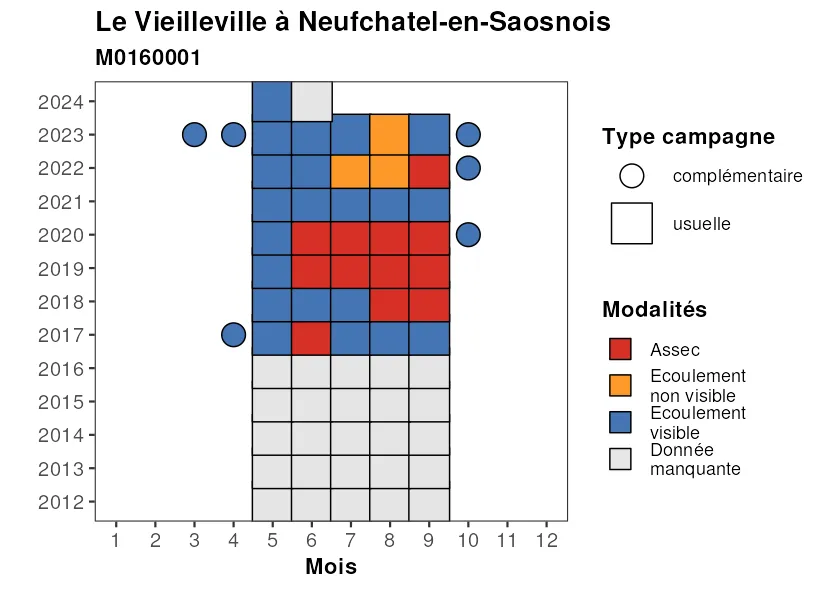 Le Vieilleville à Neufchatel-en-Saosnois
M0160001
2024
2023
2022
2021
2020
2019
2018
2017
2016
2015
2014
2013
2012
1 2 3 4 5 6 7 8 9 10 11 12
Mois
Type campagne
complémentaire
usuelle
Modalités
Assec
Ecoulement
non visible
Ecoulement
visible
Donnée
manquante